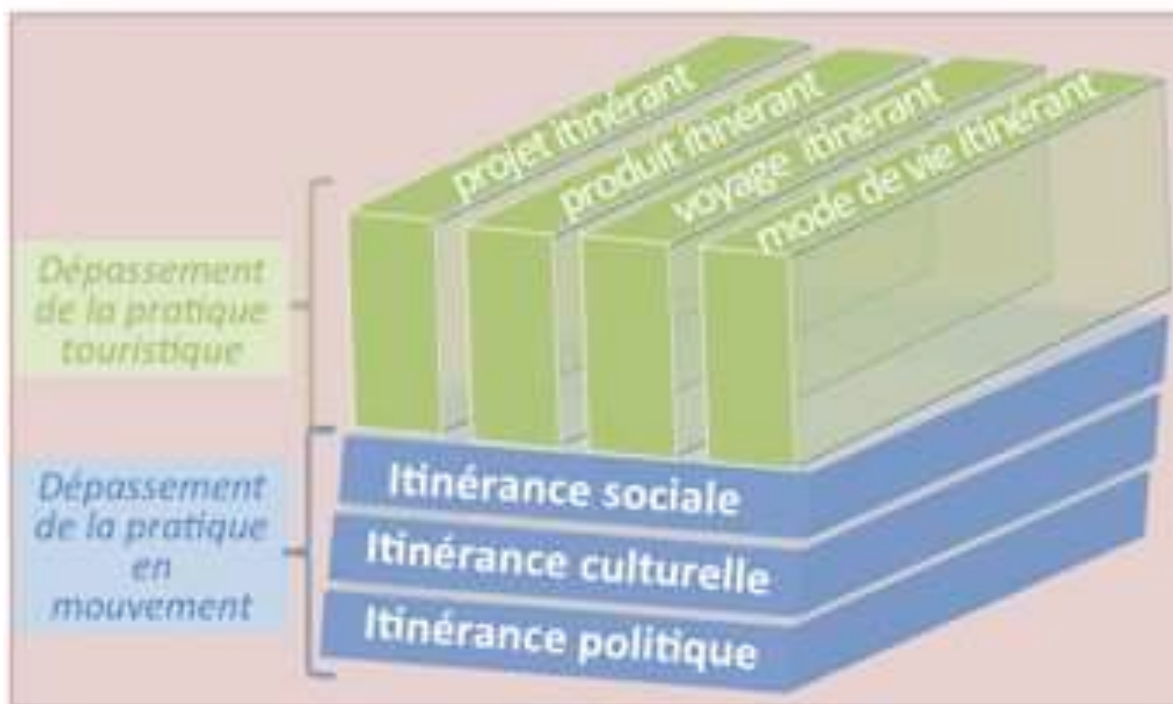 projet itinérant
produit itinérant
voyage itinérant
mode de vie itinérant
Dépassement
de la pratique
touristique
Dépassement
de la pratique
en
mouvement
Itinérance sociale
Itinérance culturelle
Itinérance politique